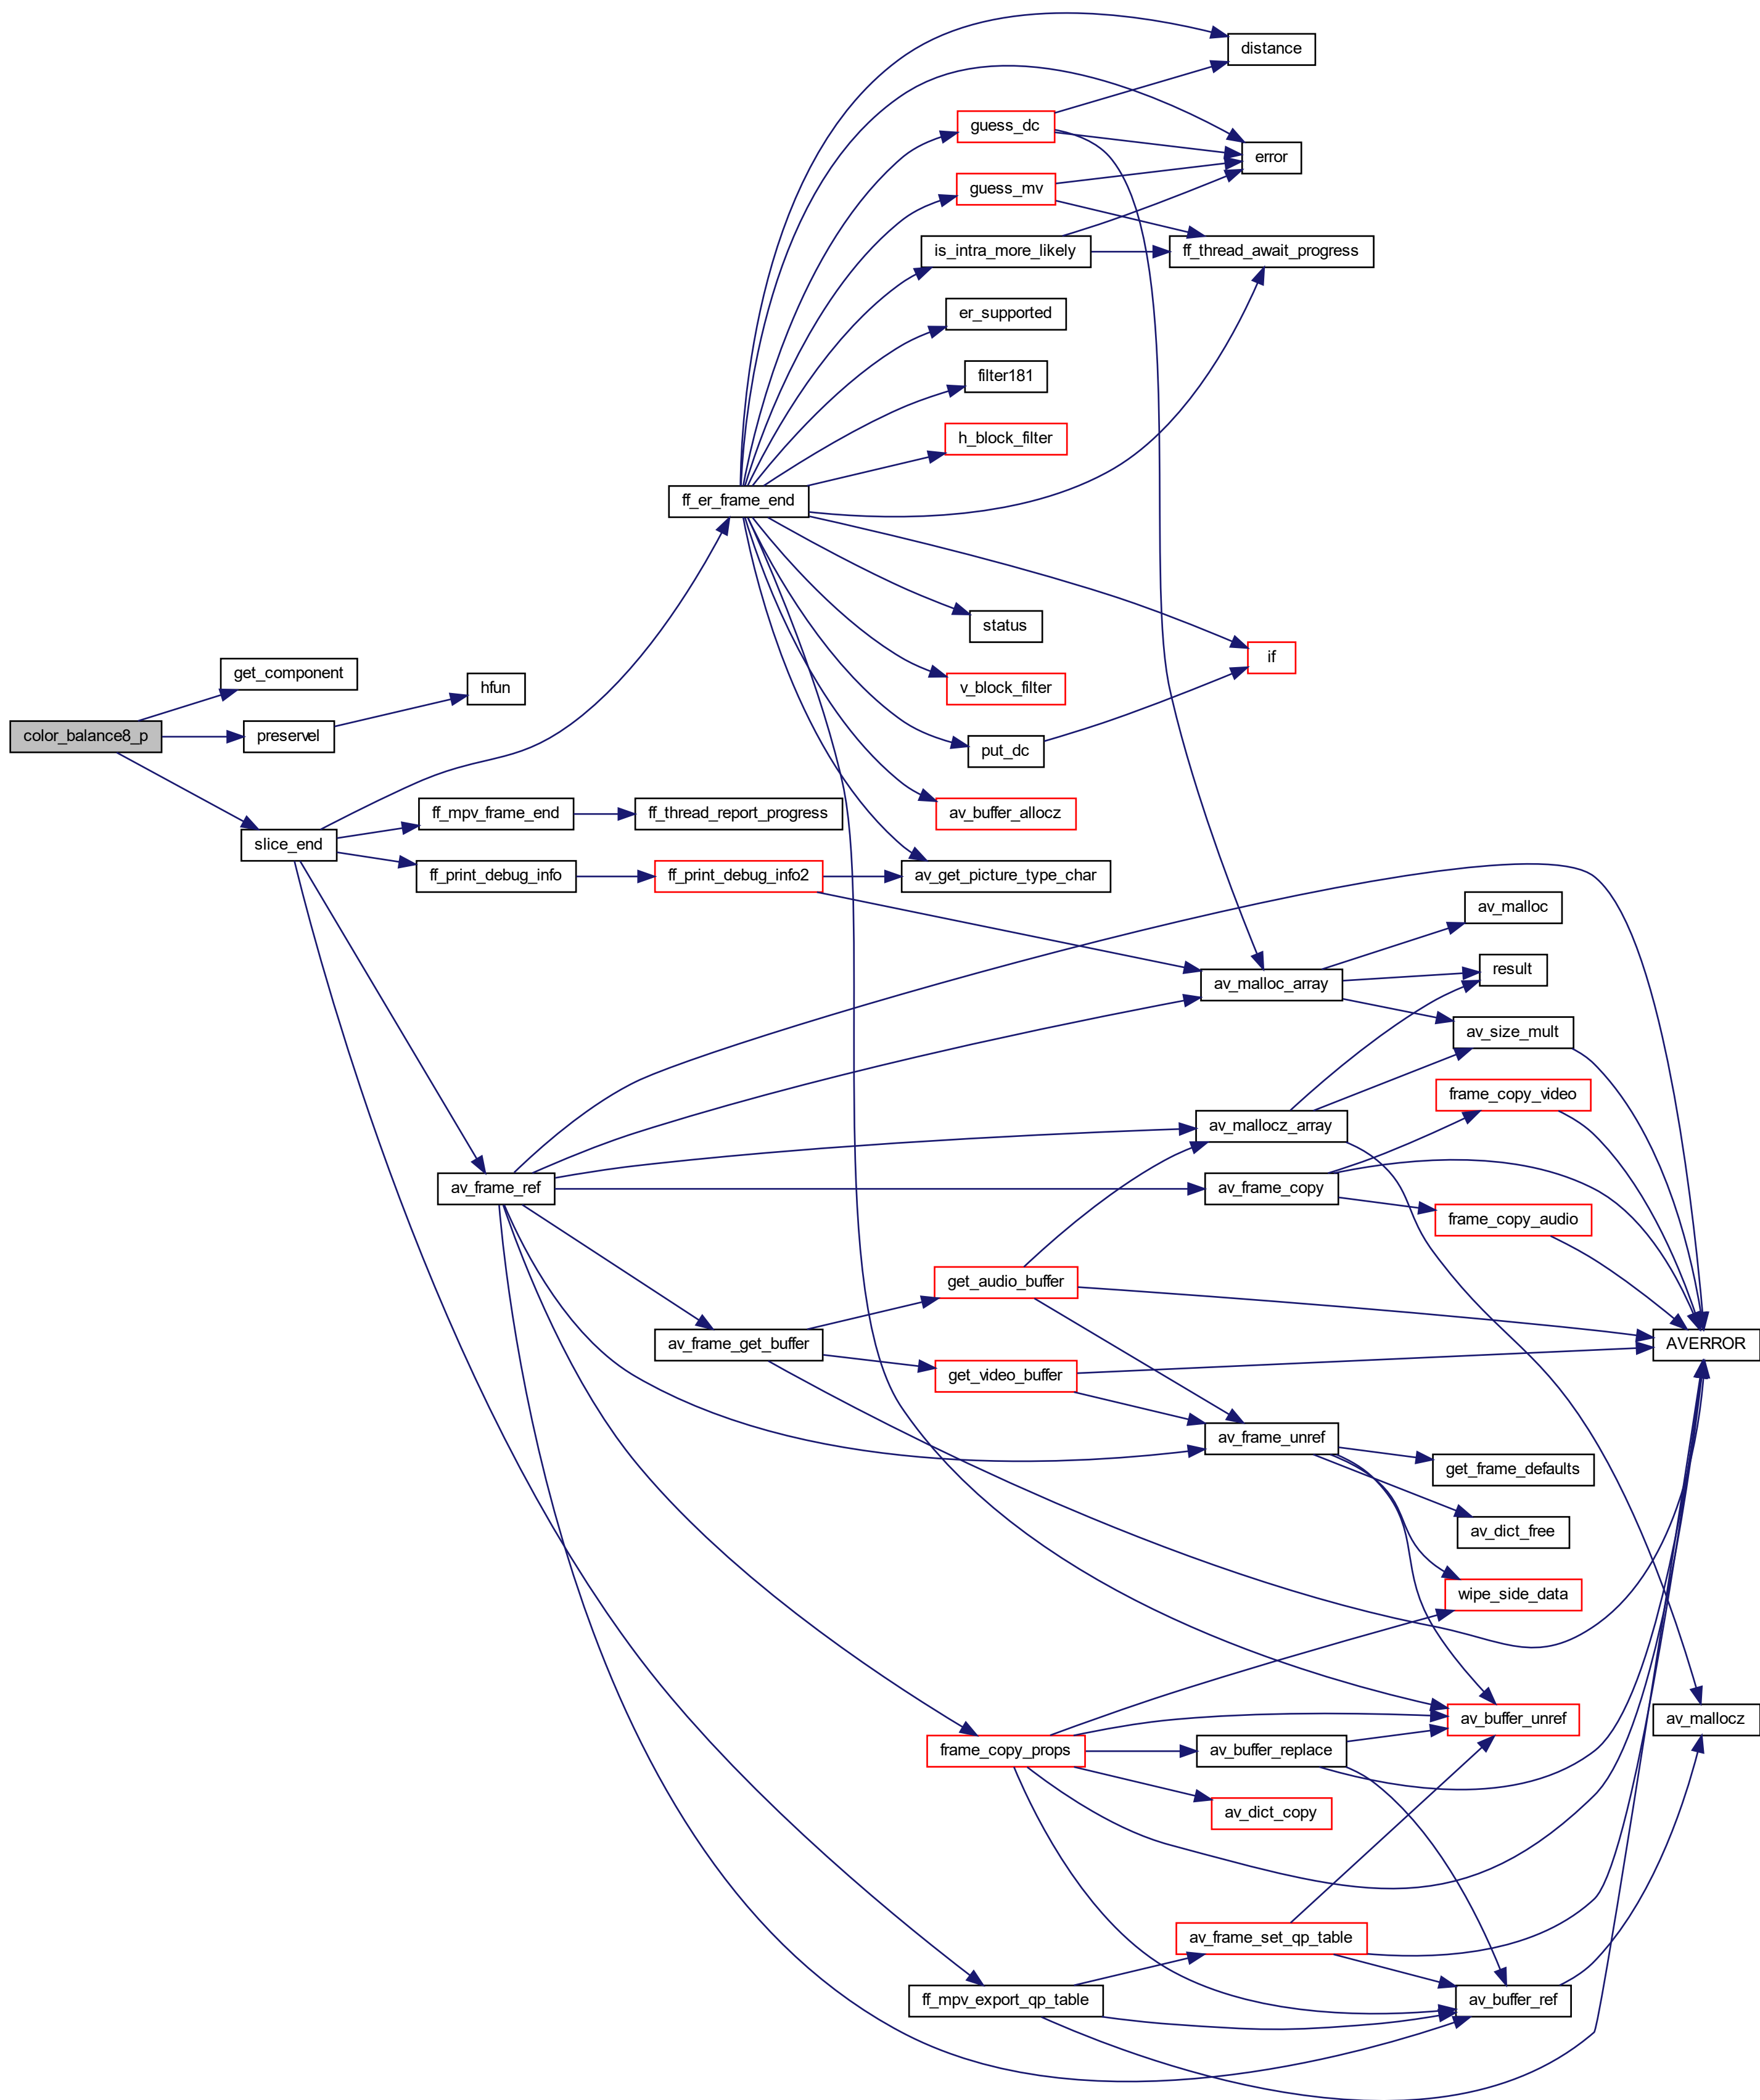 distance
guess_dc
error
guess_mv
is_intra_more_likely
ff_thread_await_progress
er_supported
filter181
h_block_filter
ff_er_frame_end
status
if
get_component
hfun
v_block_filter
color_balance8_p
preservel
put_dc
ff_mpv_frame_end
ff_thread_report_progress
av_buffer_allocz
slice_end
ff_print_debug_info
ff_print_debug_info2
av_get_picture_type_char
av_malloc
result
av_malloc_array
av_size_mult
frame_copy_video
av_mallocz_array
av_frame_ref
av_frame_copy
frame_copy_audio
get_audio_buffer
av_frame_get_buffer
AVERROR
get_video_buffer
av_frame_unref
get_frame_defaults
av_dict_free
wipe_side_data
av_buffer_unref
av_mallocz
frame_copy_props
av_buffer_replace
av_dict_copy
av_frame_set_qp_table
ff_mpv_export_qp_table
av_buffer_ref